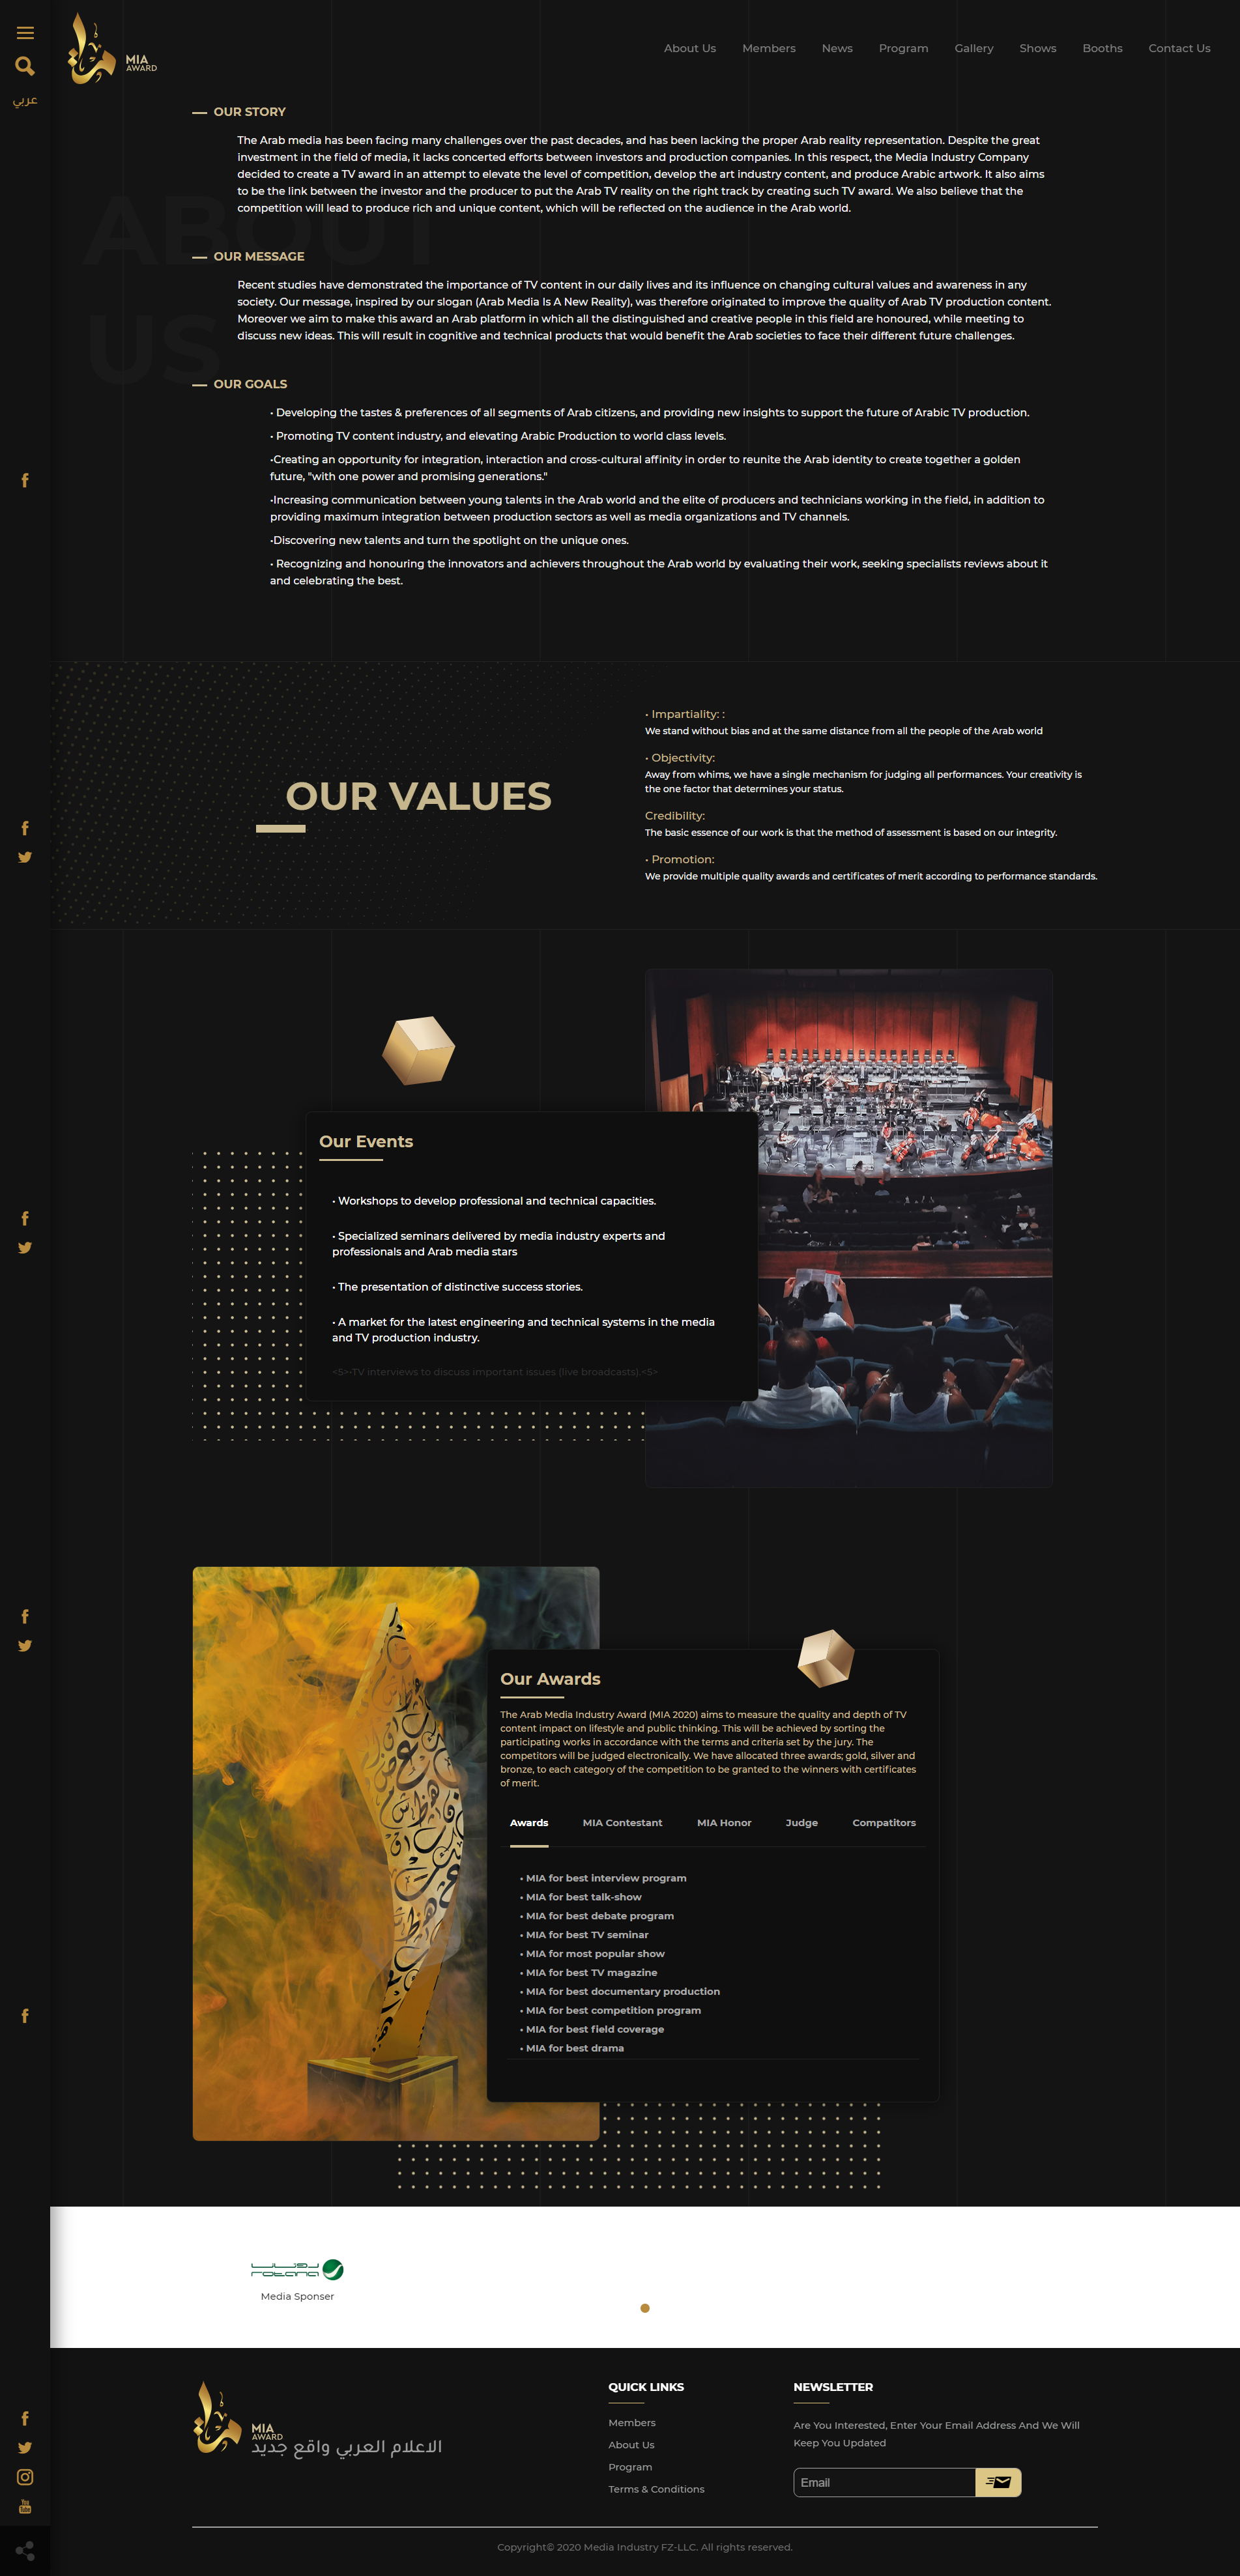 عربي
MIA
AWARD
About Us
Members
News
Program
Gallery
Shows
Booths
Contact Us
ABOUT
US
OUR STORY
The Arab media has been facing many challenges over the past decades, and has been lacking the proper Arab reality representation. Despite the great
investment in the field of media, it lacks concerted efforts between investors and production companies. In this respect, the Media Industry Company
decided to create a TV award in an attempt to elevate the level of competition, develop the art industry content, and produce Arabic artwork. It also aims
to be the link between the investor and the producer to put the Arab TV reality on the right track by creating such TV award. We also believe that the
competition will lead to produce rich and unique content, which will be reflected on the audience in the Arab world.
OUR MESSAGE
Recent studies have demonstrated the importance of TV content in our daily lives and its influence on changing cultural values and awareness in any
society. Our message, inspired by our slogan (Arab Media Is A New Reality), was therefore originated to improve the quality of Arab TV production content.
Moreover we aim to make this award an Arab platform in which all the distinguished and creative people in this field are honoured, while meeting to
discuss new ideas. This will result in cognitive and technical products that would benefit the Arab societies to face their different future challenges.
OUR GOALS
• Developing the tastes & preferences of all segments of Arab citizens, and providing new insights to support the future of Arabic TV production.
• Promoting TV content industry, and elevating Arabic Production to world class levels.
•Creating an opportunity for integration, interaction and cross-cultural affinity in order to reunite the Arab identity to create together a golden
future, "with one power and promising generations."
•Increasing communication between young talents in the Arab world and the elite of producers and technicians working in the field, in addition to
providing maximum integration between production sectors as well as media organizations and TV channels.
•Discovering new talents and turn the spotlight on the unique ones.
• Recognizing and honouring the innovators and achievers throughout the Arab world by evaluating their work, seeking specialists reviews about it
and celebrating the best.
OUR VALUES
• Impartiality: :
We stand without bias and at the same distance from all the people of the Arab world
• Objectivity:
Away from whims, we have a single mechanism for judging all performances. Your creativity is
the one factor that determines your status.
Credibility:
The basic essence of our work is that the method of assessment is based on our integrity.
• Promotion:
We provide multiple quality awards and certificates of merit according to performance standards.
Our Events
• Workshops to develop professional and technical capacities.
• Specialized seminars delivered by media industry experts and
professionals and Arab media stars
• The presentation of distinctive success stories.
• A market for the latest engineering and technical systems in the media
and TV production industry.
<5>•TV interviews to discuss important issues (live broadcasts).<5>
Our Awards
The Arab Media Industry Award (MIA 2020) aims to measure the quality and depth of TV
content impact on lifestyle and public thinking. This will be achieved by sorting the
participating works in accordance with the terms and criteria set by the jury. The
competitors will be judged electronically. We have allocated three awards; gold, silver and
bronze, to each category of the competition to be granted to the winners with certificates
of merit.
Awards
MIA Contestant
MIA Honor
Judge
Compatitors
• MIA for best interview program
• MIA for best talk-show
• MIA for best debate program
• MIA for best TV seminar
• MIA for most popular show
• MIA for best TV magazine
• MIA for best documentary production
• MIA for best competition program
• MIA for best field coverage
• MIA for best drama
روتانا
rotana
Media Sponser
MIA
AWARD
الاعلام العربي واقع جديد
QUICK LINKS
Members
About Us
Program
Terms & Conditions
NEWSLETTER
Are You Interested, Enter Your Email Address And We Will
Keep You Updated
Email
Copyright© 2020 Media Industry FZ-LLC. All rights reserved.